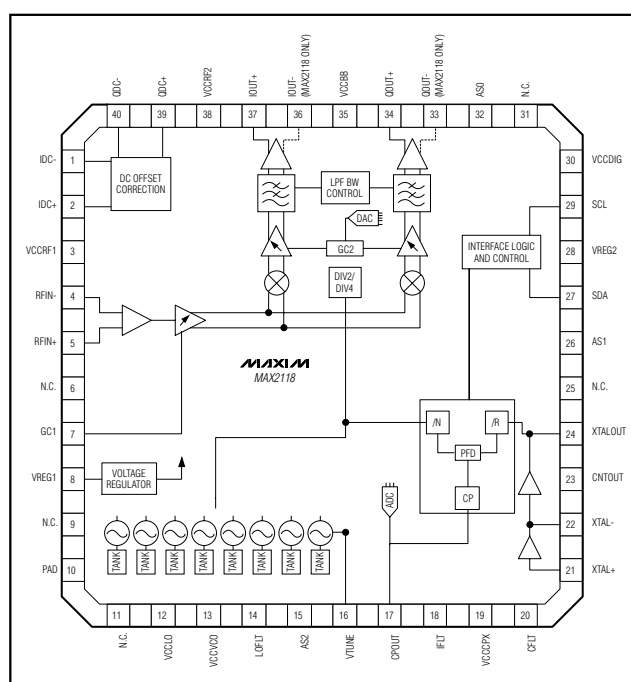 QDC-
QDC+
VCCRF2
IOUT+
IOUT-
(MAX2118 ONLY)
VCCBB
QOUT+
QOUT-
(MAX2118 ONLY)
AS0
N.C.
40
39
38
37
36
35
34
33
32
31
IDC-
1
IDC+
2
VCCRF1
3
RFIN-
4
RFIN+
5
N.C.
6
GC1
7
VREG1
8
N.C.
9
PAD
10
DC OFFSET
CORRECTION
LPF BW
CONTROL
DAC
GC2
DIV2/
DIV4
INTERFACE LOGIC
AND CONTROL
MAXIM
MAX2118
/N
/R
PFD
CP
ADC
VOLTAGE
REGULATOR
TANK
TANK
TANK
TANK
TANK
TANK
TANK
TANK
30
VCCDIG
29
SCL
28
VREG2
27
SDA
26
AS1
25
N.C.
24
XTALOUT
23
CNTOUT
22
XTAL-
21
XTAL+
11
12
13
14
15
16
17
18
19
20
N.C.
VCCLO
VCCVCO
LOFLT
AS2
VTUNE
CPOUT
IFLT
VCCCPX
CFLT